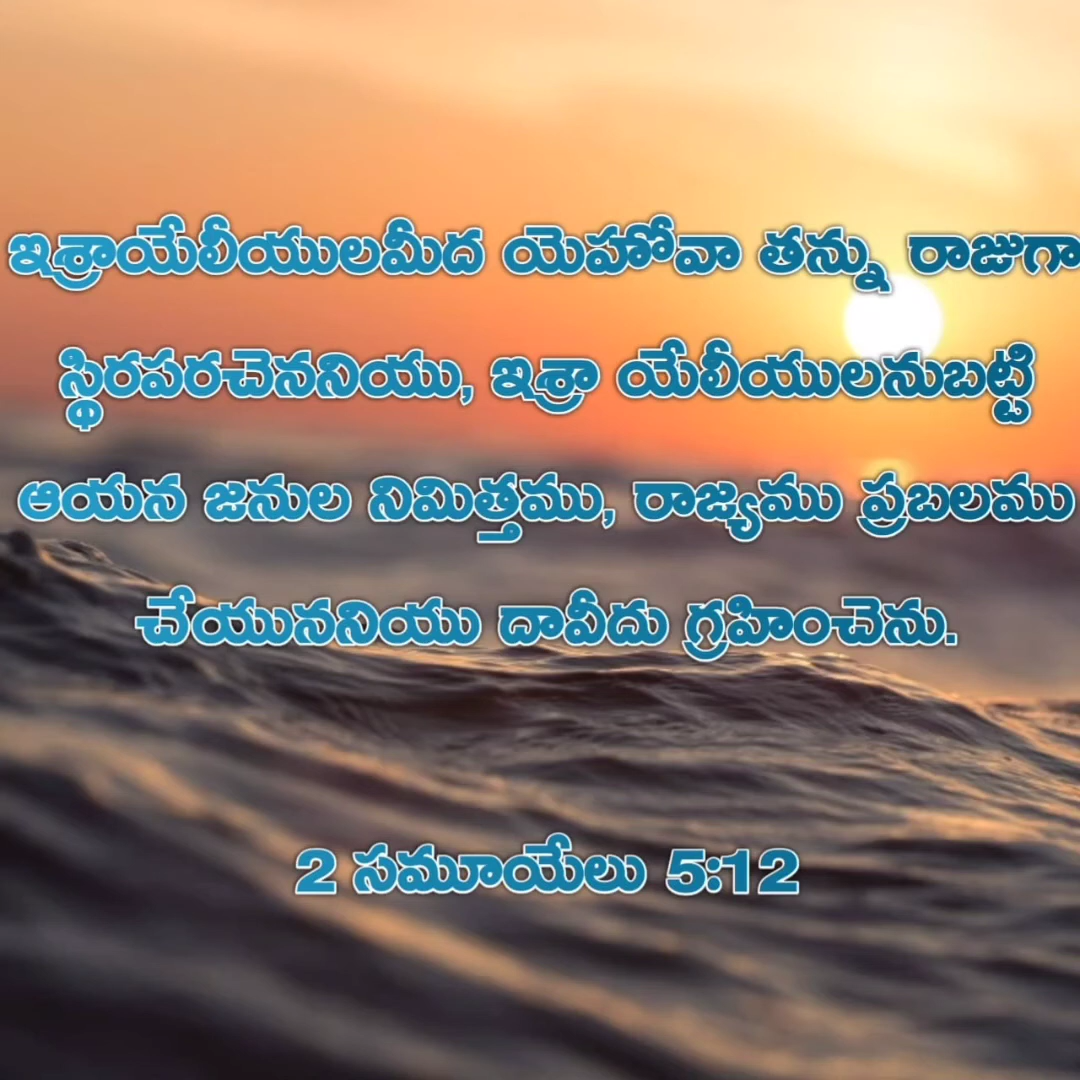 ఇశ్రాయేలీయులమీద యెహోవా తన్ను రాజుగా
స్థిరపరచెననియు, ఇశ్రా యేలీయులనుబట్టి
ఆయన జనుల నిమిత్తము, రాజ్యము ప్రబలము
చేయుననియు దావీదు గ్రహించెను.
2 సమూయేలు 5:12